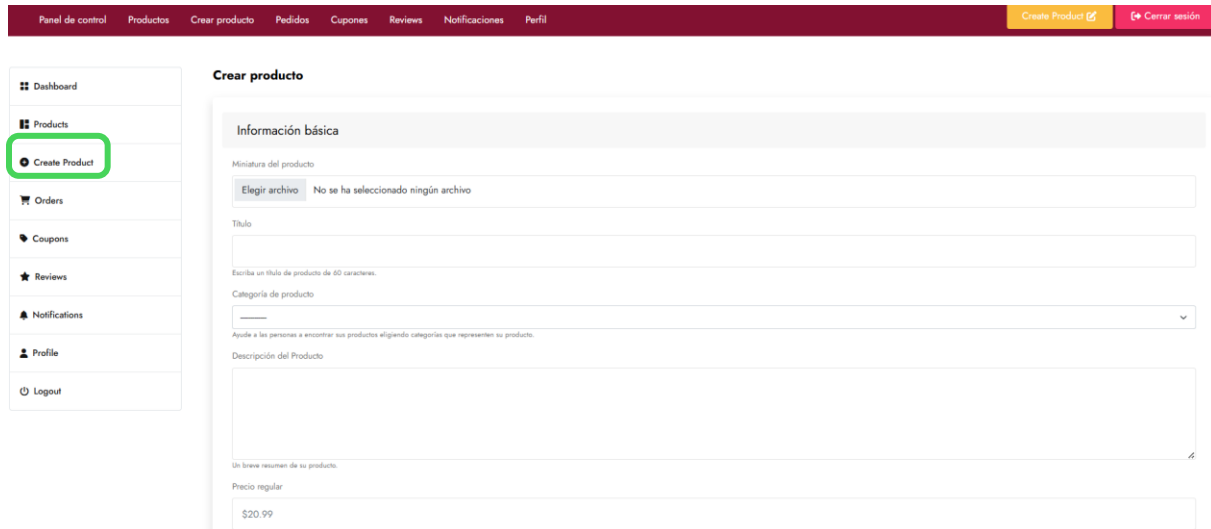 Panel de control Productos Crear producto Pedidos Cupones Reviews Notificaciones Perfil Create Product Cerrar sesión
Dashboard
Products
Create Product
Orders
Coupons
Reviews
Notifications
Profile
Logout
Crear producto
Información básica
Miniatura del producto
Elegir archivo No se ha seleccionado ningún archivo
Título
Escriba un título de producto de 60 caracteres.
Categoría de producto
---------
Ayude a las personas a encontrar sus productos eligiendo categorías que representen su producto.
Descripción del Producto
Un breve resumen de su producto.
Precio regular
$20.99